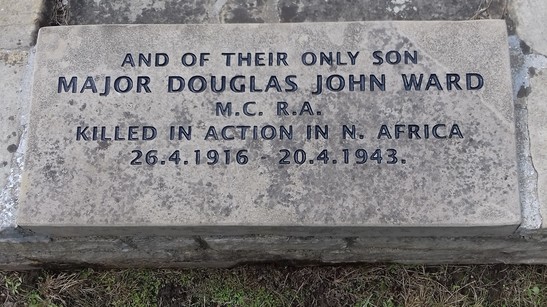 AND OF THEIR ONLY SON
MAJOR DOUGLAS JOHN WARD
M.C. R.A.
KILLED IN ACTION IN N. AFRICA
26.4.1916 - 20.4.1943.